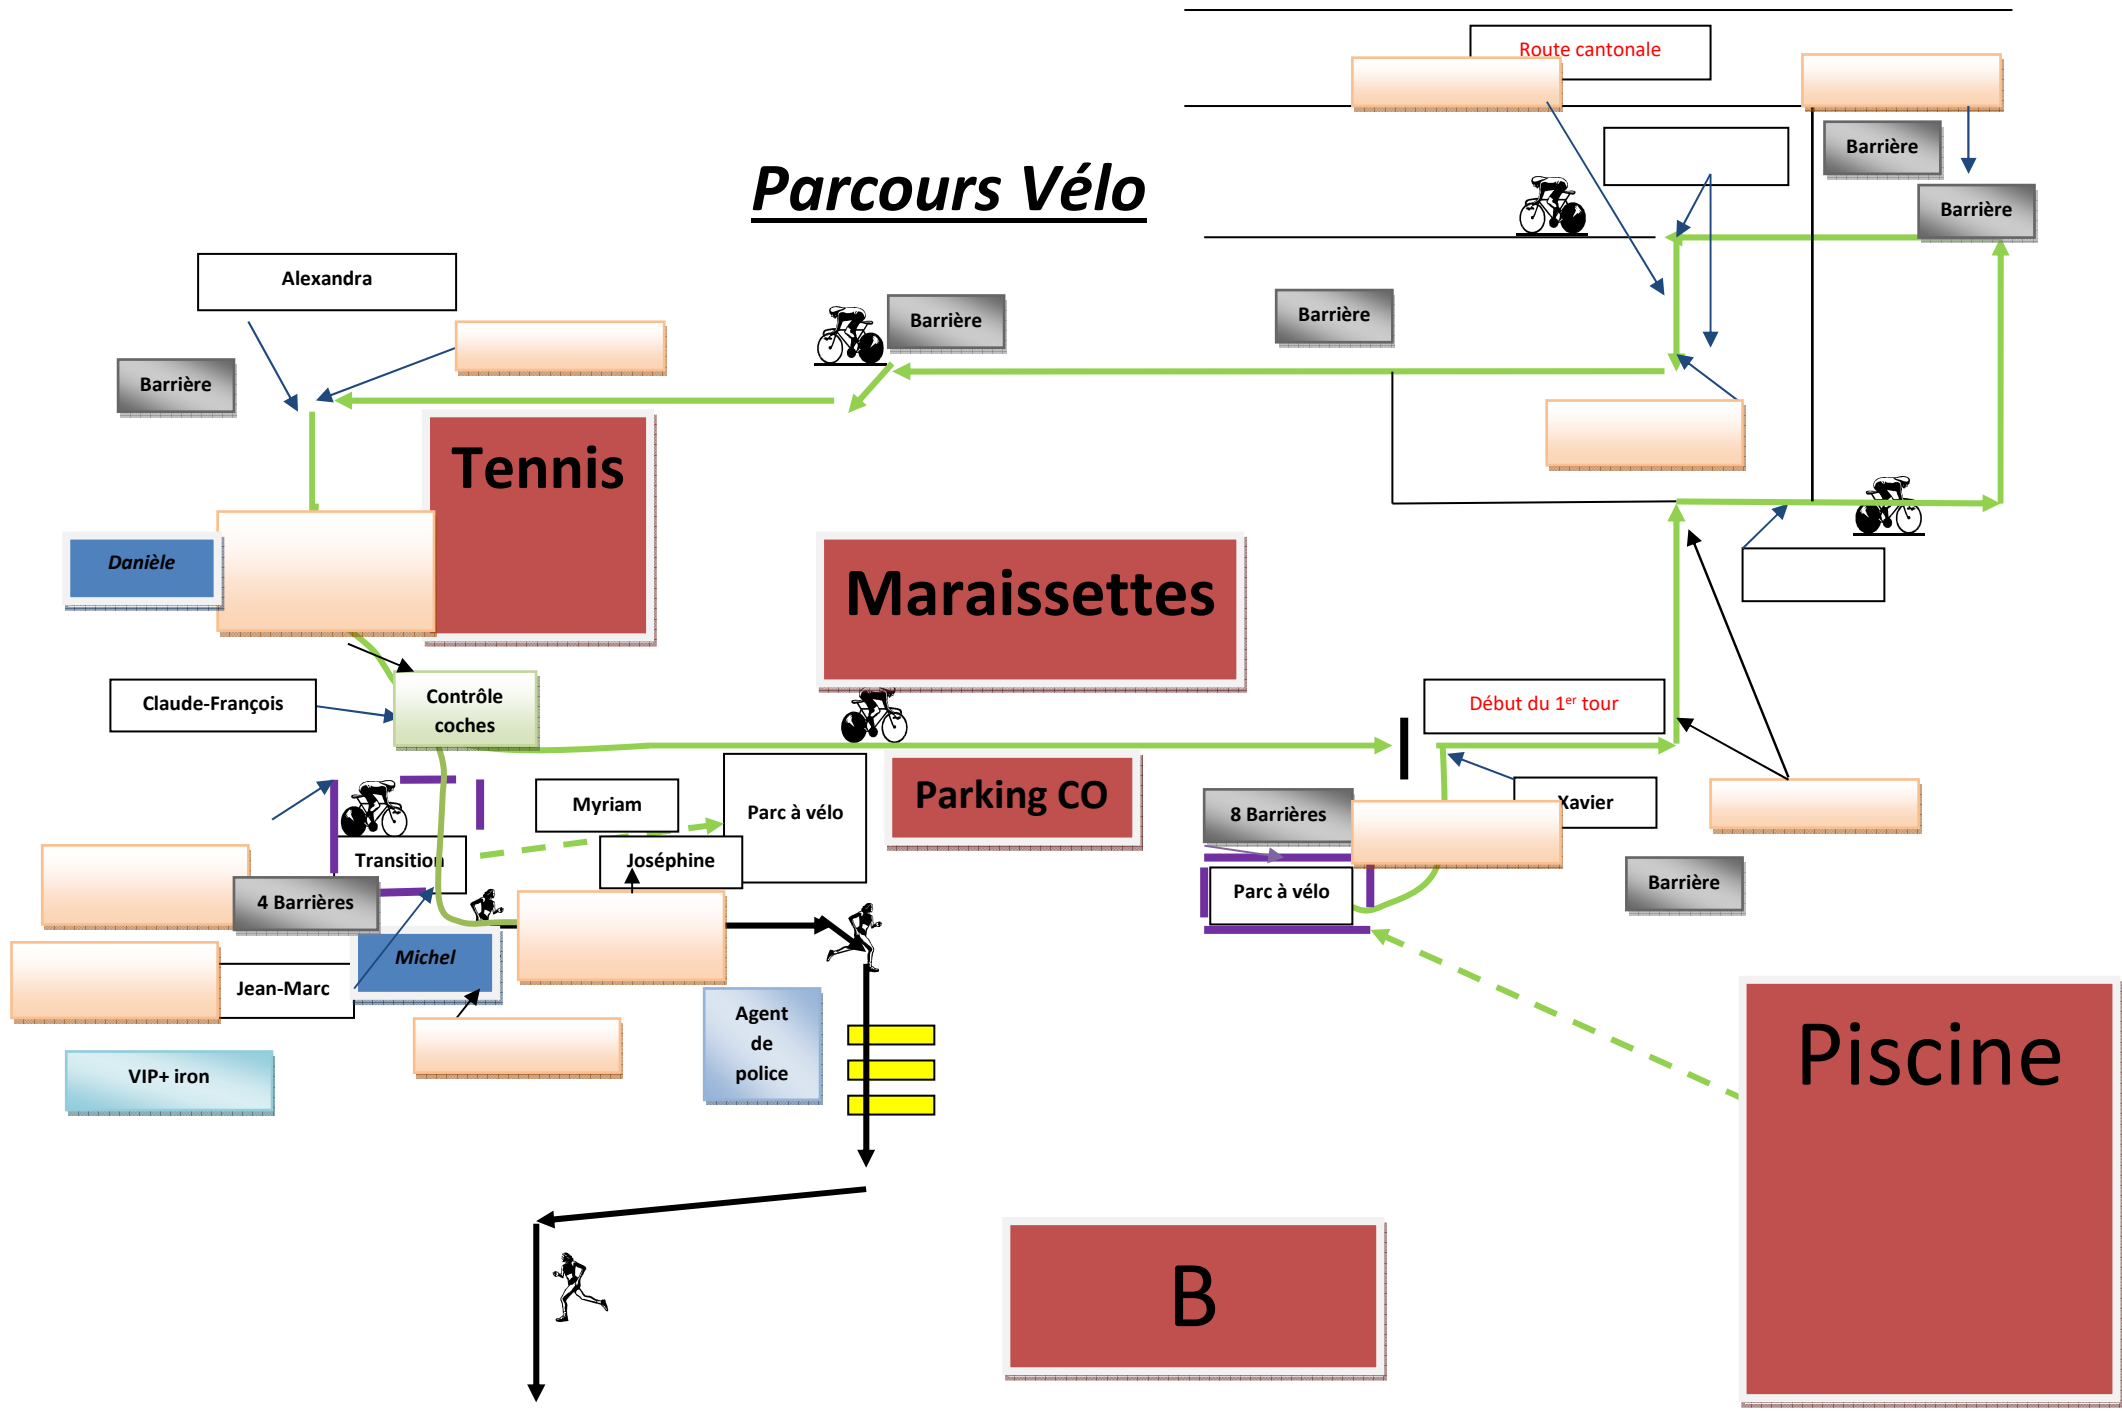 Route cantonale
Barrière
Parcours Vélo
Barrière
Alexandra
Barrière
Barrière
Barrière
Tennis
Danièle
Maraissettes
Claude-François
Contrôle
coches
Début du 1er tour
Myriam
Parc à vélo
Parking CO
8 Barrières
Xavier
Transition
Joséphine
Barrière
Parc à vélo
4 Barrières
Michel
Jean-Marc
Agent
de
police
VIP+ iron
Piscine
B